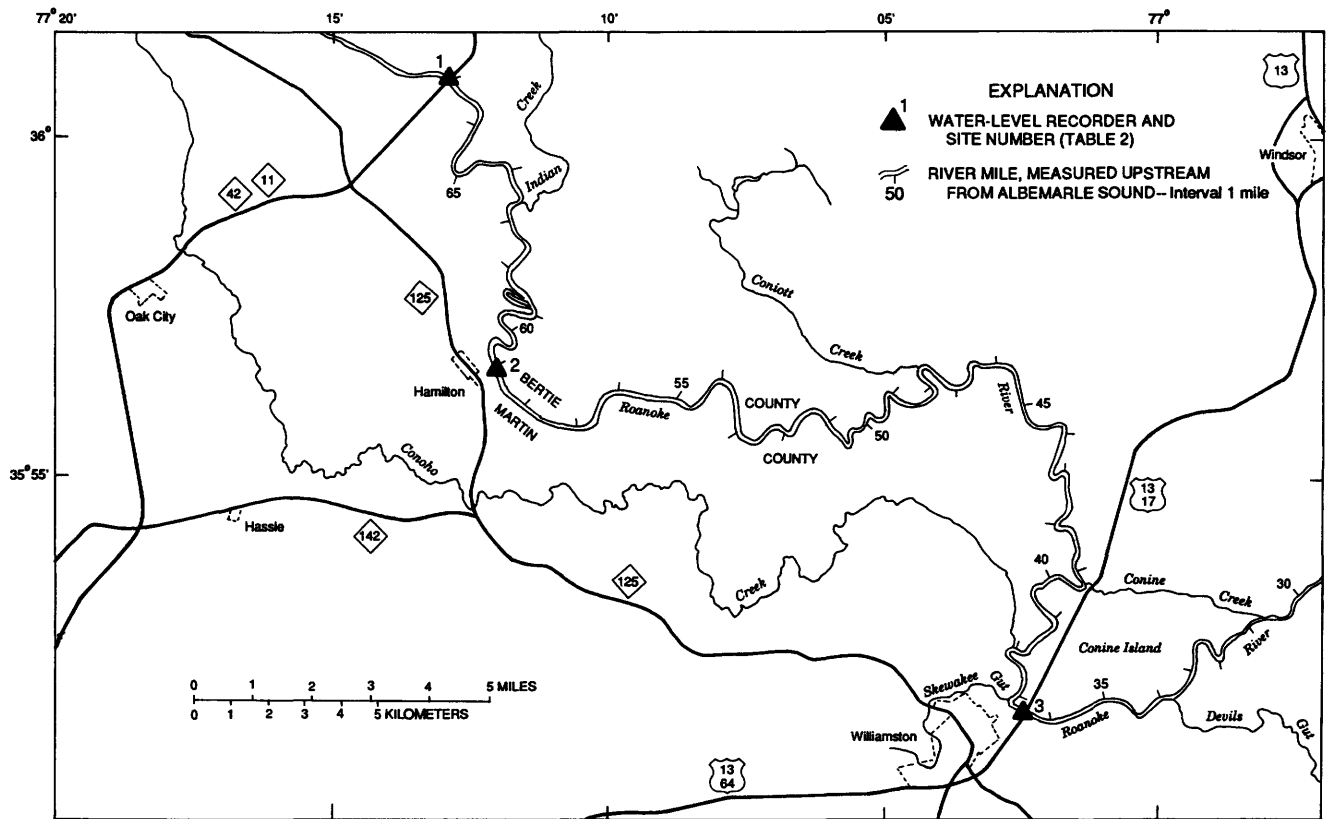 77° 20'
15'
10'
05'
77°
36°
35° 55'
1
EXPLANATION
1
WATER-LEVEL RECORDER AND
SITE NUMBER (TABLE 2)
50
RIVER MILE, MEASURED UPSTREAM
FROM ALBEMARLE SOUND-- Interval 1 mile
13
Windsor
Creek
Indian
65
42
11
125
Oak City
60
Coniott
Creek
2
Hamilton
BERTIE
MARTIN
Roanoke
55
COUNTY
COUNTY
50
River
45
Conoho
Creek
13
17
Hassie
142
125
40
Conine
Creek
30
Conine Island
River
0 1 2 3 4 5 MILES
0 1 2 3 4 5 KILOMETERS
Skewakee
Gut
35
3
Roanoke
Devils
Gut
Williamston
13
64